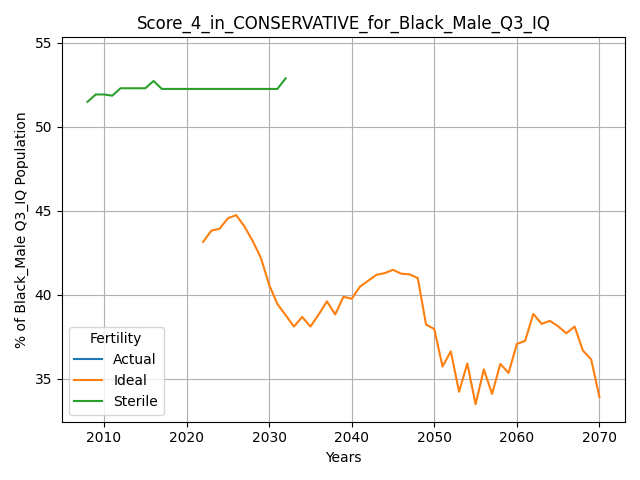 Score_4_in_CONSERVATIVE_for_Black_Male_Q3_IQ
% of Black_Male Q3_IQ Population
55
50
45
40
35
Fertility
Actual
Ideal
Sterile
2010 2020 2030 2040 2050 2060 2070
Years